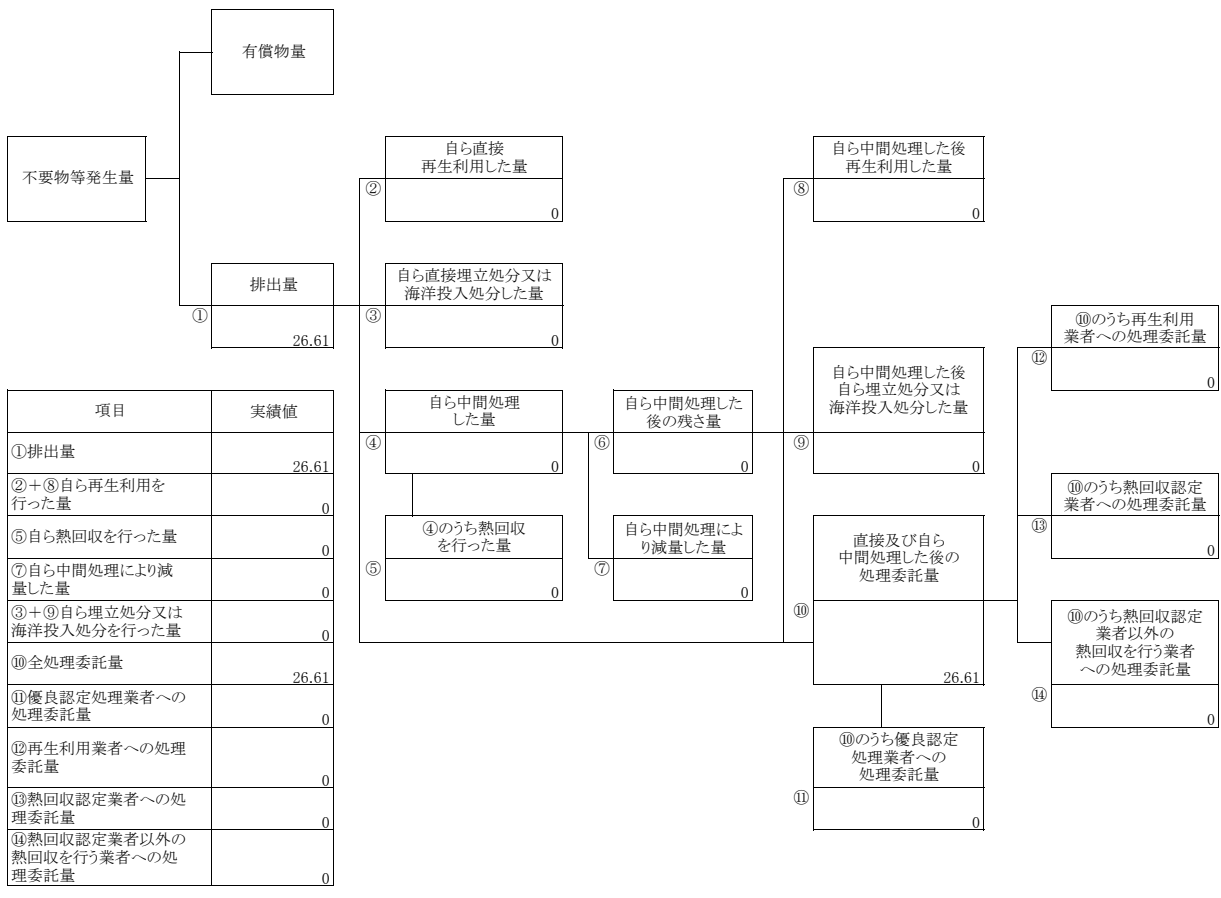 有償物量
不要物等発生量
排出量
①
26.61
自ら直接
再生利用した量
②
0
自ら直接埋立処分又は
海洋投入処分した量
③
0
自ら中間処理
した量
④
0
④のうち熱回収
を行った量
⑤
0
自ら中間処理した
後の残さ量
⑥
0
自ら中間処理によ
り減量した量
⑦
0
自ら中間処理した後
再生利用した量
⑧
0
自ら中間処理した後
自ら埋立処分又は
海洋投入処分した量
⑨
0
直接及び自ら
中間処理した後の
処理委託量
⑩
26.61
⑩のうち優良認定
処理業者への
処理委託量
⑪
0
⑩のうち再生利用
業者への処理委託量
⑫
0
⑩のうち熱回収認定
業者への処理委託量
⑬
0
⑩のうち熱回収認定
業者以外の
熱回収を行う業者
への処理委託量
⑭
0
項目 実績値
①排出量
26.61
②+⑧自ら再生利用を
行った量
0
⑤自ら熱回収を行った量
0
⑦自ら中間処理により減
量した量
0
③+⑨自ら埋立処分又は
海洋投入処分を行った量
0
⑩全処理委託量
26.61
⑪優良認定処理業者への
処理委託量
0
⑫再生利用業者への処理
委託量
0
⑬熱回収認定業者への処
理委託量
0
⑭熱回収認定業者以外の
熱回収を行う業者への処
理委託量
0